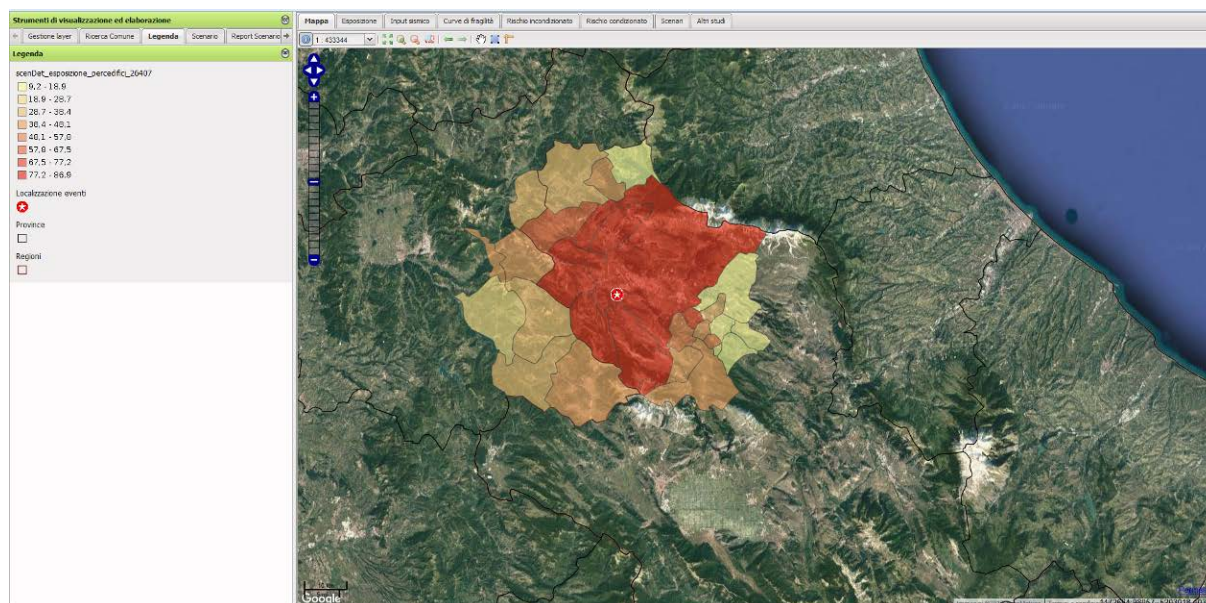 Strumenti di visualizzazione ed elaborazione
Gestione layer Ricerca Comune Legenda Scenario Report Scenario
Legenda
scenDet_esposizione_percedifici_26407
9,2 - 18.9
18.9 - 28.7
28.7 - 38.4
38.4 - 48.1
48.1 - 57.8
57.8 - 67.5
67.5 - 77.2
77.2 - 86.9
Localizzazione eventi
Province
Regioni
Mappa Esposizione Input sismico Curve di fragilità Rischio incondizionato Rischio condizionato Scenari Altri studi
1 : 433344
Google